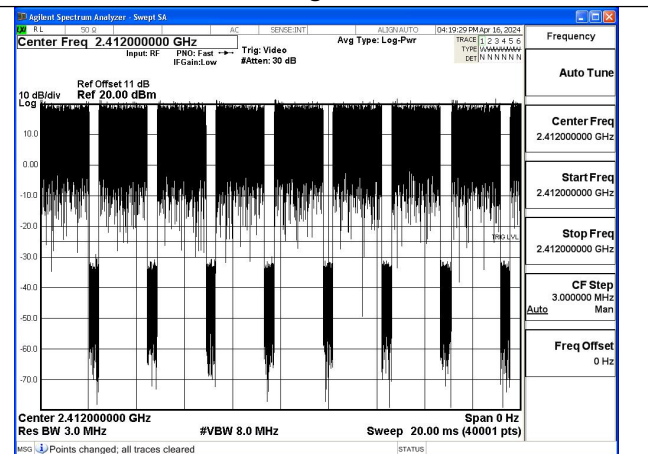 Agilent Spectrum Analyzer - Swept SA
RL 50 Ω AC SENSE:INT ALIGN AUTO 04:19:29 PM Apr 16, 2024
Center Freq 2.412000000 GHz
Input: RF PNO: Fast
IFGain:Low
Trig: Video
#Atten: 30 dB
Avg Type: Log-Pwr
TRACE 1 2 3 4 5 6
TYPE
DET N N N N N N
Ref Offset 11 dB
10 dB/div Ref 20.00 dBm
Log
10.0
0.00
-10.0
-20.0
TRIG LVL
-30.0
-40.0
-50.0
-60.0
-70.0
Center 2.412000000 GHz Span 0 Hz
Res BW 3.0 MHz #VBW 8.0 MHz Sweep 20.00 ms (40001 pts)
MSG Points changed; all traces cleared STATUS
Frequency
Auto Tune
Center Freq
2.412000000 GHz
Start Freq
2.412000000 GHz
Stop Freq
2.412000000 GHz
CF Step
3.000000 MHz
Auto Man
Freq Offset
0 Hz